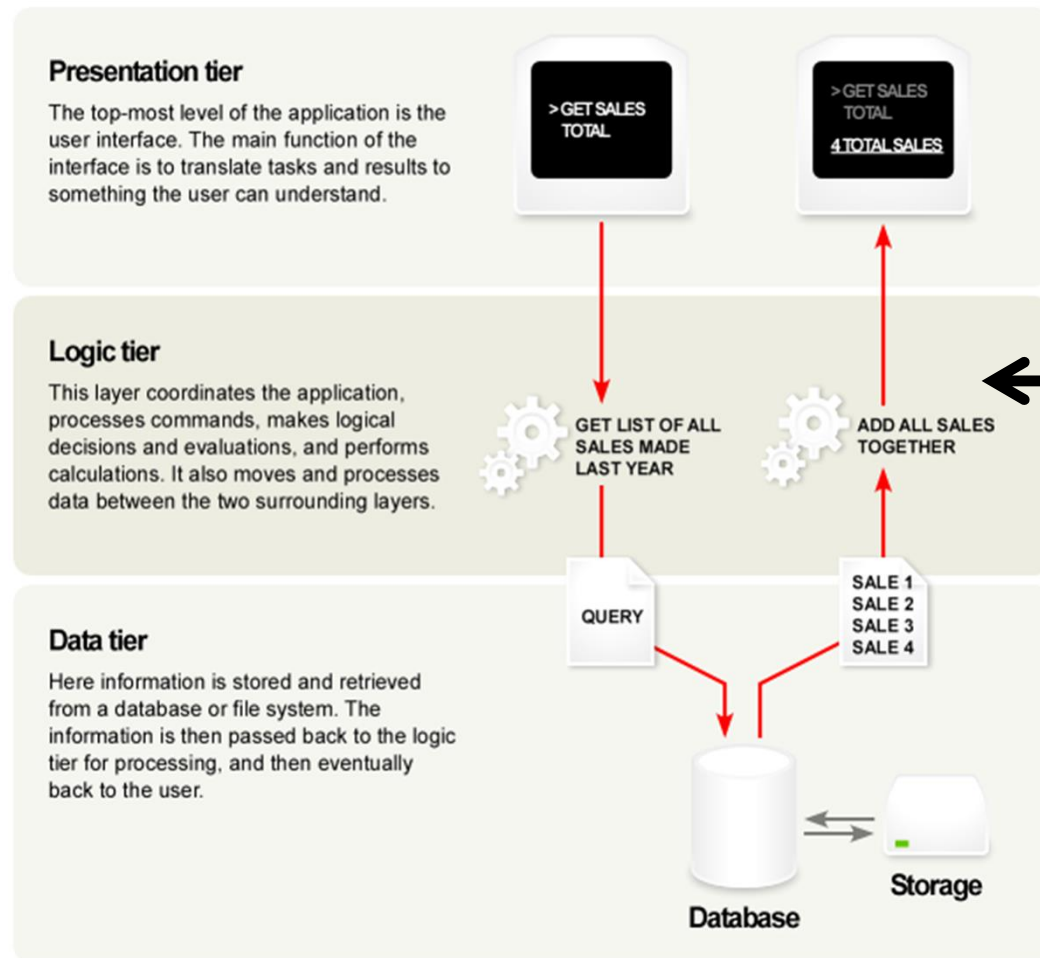 Presentation tier
The top-most level of the application is the
user interface. The main function of the
interface is to translate tasks and results to
something the user can understand.
> GET SALES
TOTAL
> GET SALES
TOTAL
4 TOTAL SALES
Logic tier
This layer coordinates the application,
processes commands, makes logical
decisions and evaluations, and performs
calculations. It also moves and processes
data between the two surrounding layers.
GET LIST OF ALL
SALES MADE
LAST YEAR
ADD ALL SALES
TOGETHER
QUERY
SALE 1
SALE 2
SALE 3
SALE 4
Data tier
Here information is stored and retrieved
from a database or file system. The
information is then passed back to the logic
tier for processing, and then eventually
back to the user.
Database
Storage